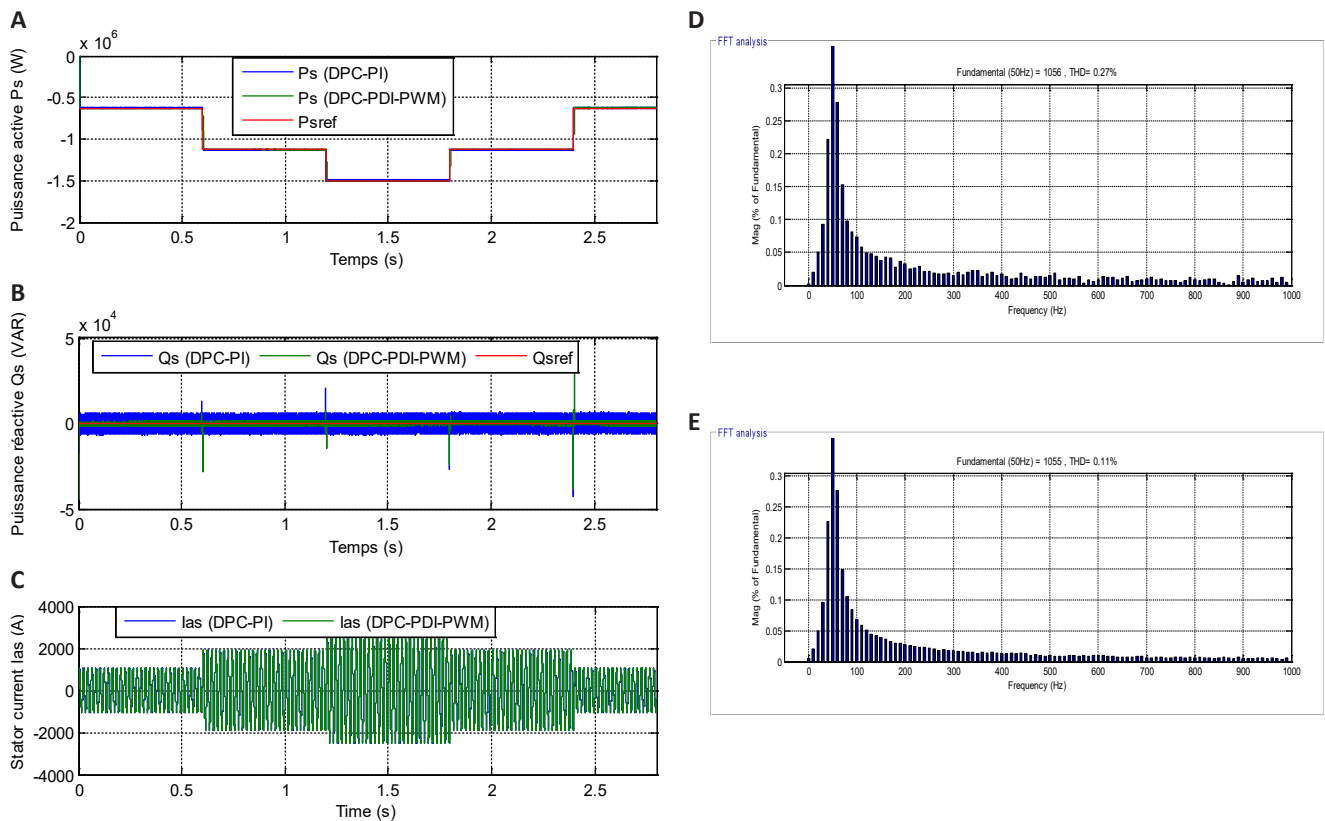 A
x 10^6
Puissance active Ps (W)
0
-0.5
-1
-1.5
-2
Ps (DPC-PI)
Ps (DPC-PDI-PWM)
Psref
0 0.5 1 1.5 2 2.5
Temps (s)
B
x 10^4
Puissance réactive Qs (VAR)
5
0
-5
Qs (DPC-PI) Qs (DPC-PDI-PWM) Qsref
0 0.5 1 1.5 2 2.5
Temps (s)
C
Stator current Ias (A)
4000
2000
0
-2000
-4000
Ias (DPC-PI) Ias (DPC-PDI-PWM)
0 0.5 1 1.5 2 2.5
Time (s)
D
FFT analysis
Fundamental (50Hz) = 1056 , THD= 0.27%
Mag (% of Fundamental)
0.3
0.25
0.2
0.15
0.1
0.05
0
0 100 200 300 400 500 600 700 800 900 1000
Frequency (Hz)
E
FFT analysis
Fundamental (50Hz) = 1055 , THD= 0.11%
Mag (% of Fundamental)
0.3
0.25
0.2
0.15
0.1
0.05
0
0 100 200 300 400 500 600 700 800 900 1000
Frequency (Hz)